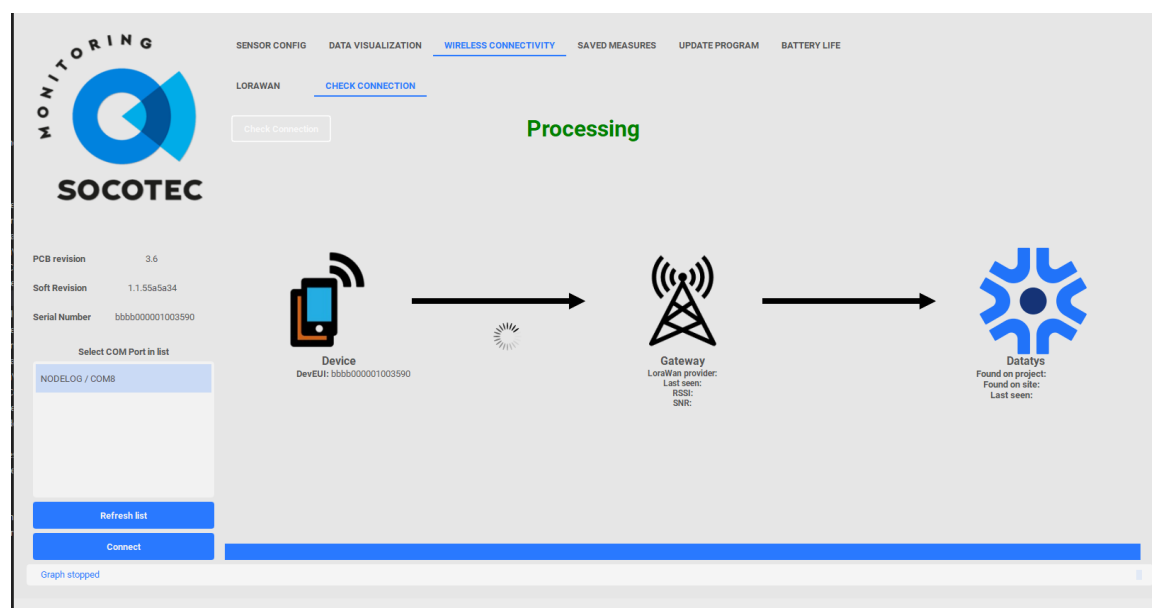 MONITORING
SOCOTEC
SENSOR CONFIG DATA VISUALIZATION WIRELESS CONNECTIVITY SAVED MEASURES UPDATE PROGRAM BATTERY LIFE
LORAWAN CHECK CONNECTION
Check Connection
Processing
PCB revision 3.6
Soft Revision 1.1.55a5a34
Serial Number bbbb000001003590
Select COM Port in list
NODELOG / COM8
Refresh list
Connect
Graph stopped
Device
DevEUI: bbbb000001003590
Gateway
LoraWan provider:
Last seen:
RSSI:
SNR:
Datatys
Found on project:
Found on site:
Last seen: